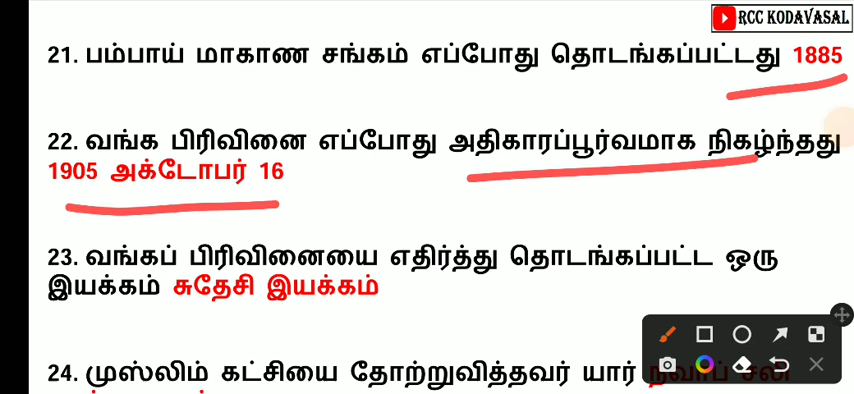 RCC KODAVASAL
21. பம்பாய் மாகாண சங்கம் எப்போது தொடங்கப்பட்டது 1885
22. வங்க பிரிவினை எப்போது அதிகாரப்பூர்வமாக நிகழ்ந்தது
1905 அக்டோபர் 16
23. வங்கப் பிரிவினையை எதிர்த்து தொடங்கப்பட்ட ஒரு
இயக்கம் சுதேசி இயக்கம்
24. முஸ்லிம் கட்சியை தோற்றுவித்தவர் யார்